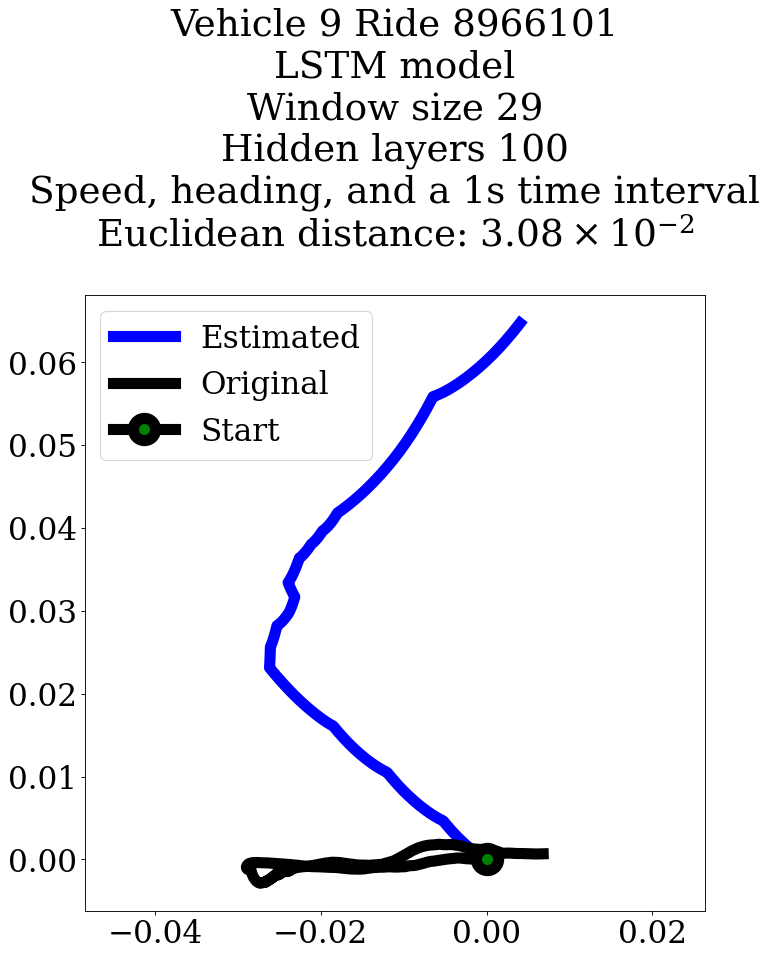 Vehicle 9 Ride 8966101
LSTM model
Window size 29
Hidden layers 100
Speed, heading, and a 1s time interval
Euclidean distance: 3.08 × 10⁻²
Estimated
Original
Start
0.06
0.05
0.04
0.03
0.02
0.01
0.00
−0.04
−0.02
0.00
0.02